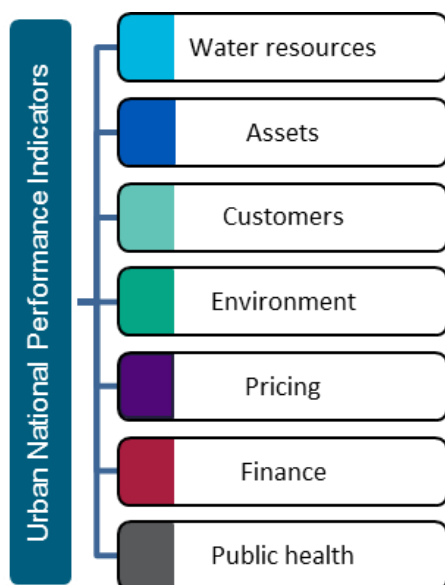 Urban National Performance Indicators
Water resources
Assets
Customers
Environment
Pricing
Finance
Public health